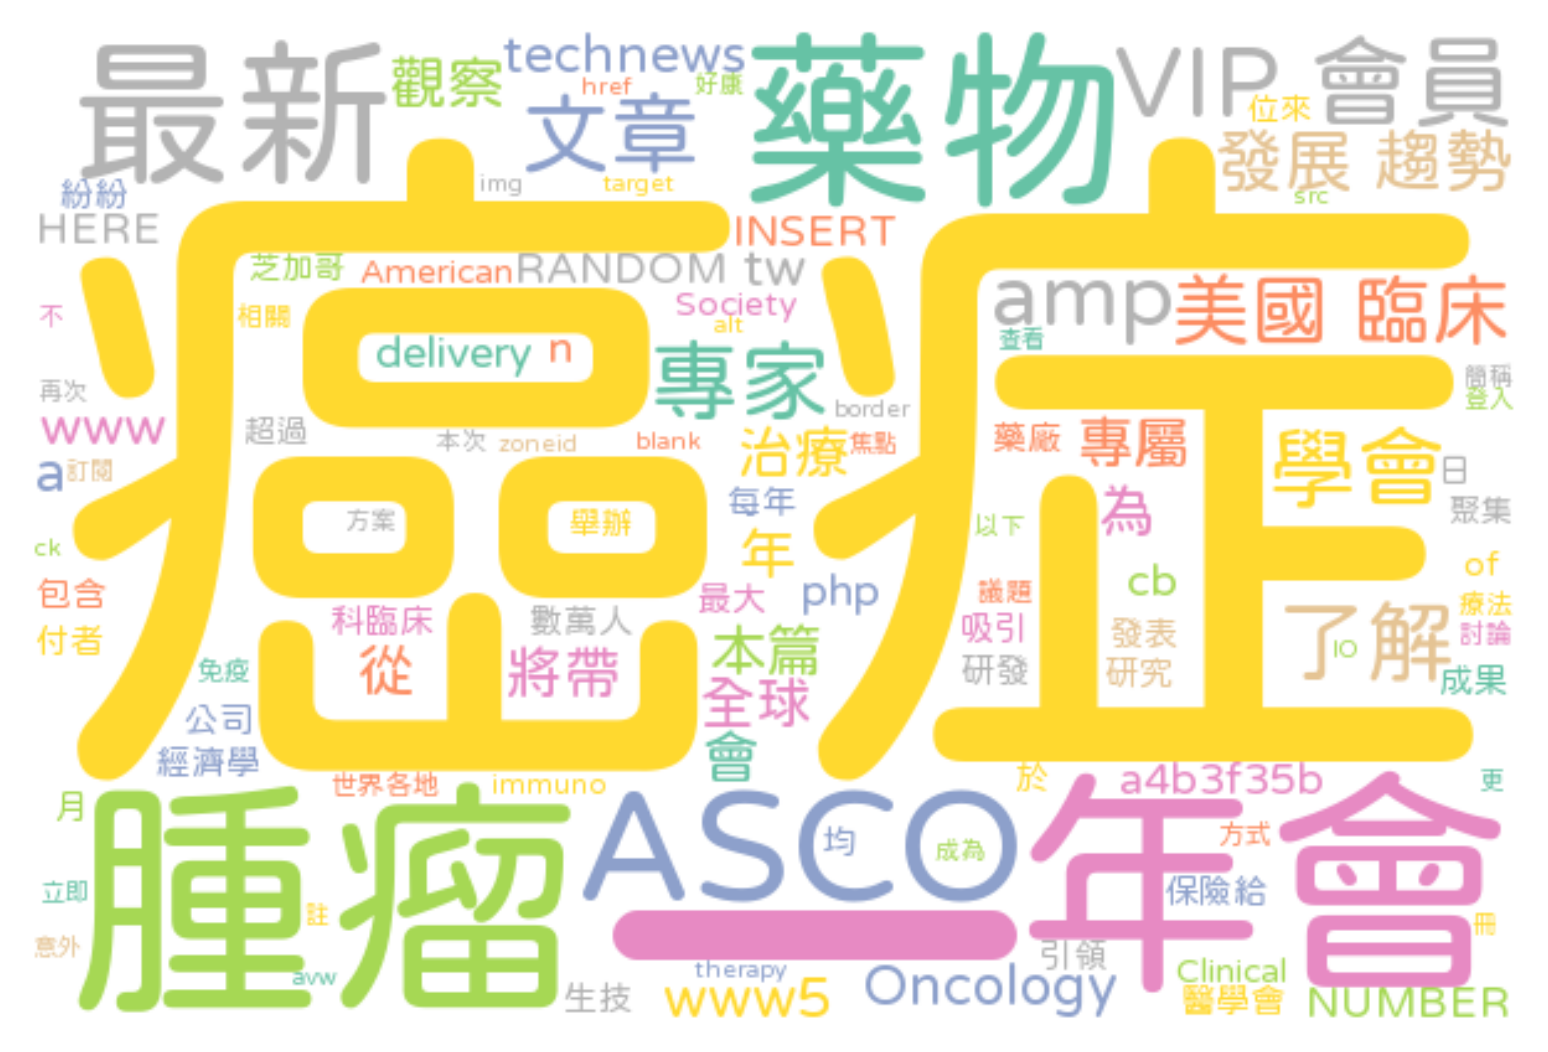 最新
觀察
technews
href
好康
藥物
VIP 會員
文章
位來
發展 趨勢
紛紛
img
target
src
HERE
INSERT
芝加哥
American
RANDOM tw
amp
美國 臨床
不
相關
Society
alt
查看
delivery
n
專家
再次
border
簡稱
登入
www
超過
本次
zoneid
blank
治療
焦點
藥廠
專屬
學會
日
a
訂閱
每年
為
聚集
方案
舉辦
以下
癌症
ck
年
of
包含
最大
php
議題
cb
療法
付者
科臨床
數萬人
本篇
吸引
發表
了解
討論
IO
免疫
從
將帶
研發
研究
成果
全球
公司
經濟學
會
世界各地
immuno
於
a4b3f35b
更
月
腫瘤
ASCO
均
成為
年會
方式
立即
保險給
註
一
冊
意外
引領
avw
therapy
Clinical
生技
www5
Oncology
醫學會
NUMBER